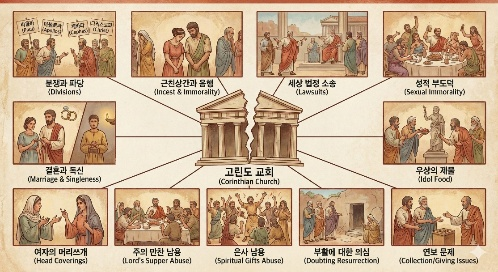 (Paul)
(Apollos)
(Cephas)
(Christ)
분쟁과 파당
(Divisions)
근친상간과 음행
(Incest & Immorality)
세상 법정 소송
(Lawsuits)
성적 부도덕
(Sexual Immorality)
결혼과 독신
(Marriage & Singleness)
고린도 교회
(Corinthian Church)
우상의 제물
(Idol Food)
여자의 머리쓰개
(Head Coverings)
주의 만찬 남용
(Lord's Supper Abuse)
은사 남용
(Spiritual Gifts Abuse)
부활에 대한 의심
(Doubting Resurrection)
연보 문제
(Collection/Giving Issues)